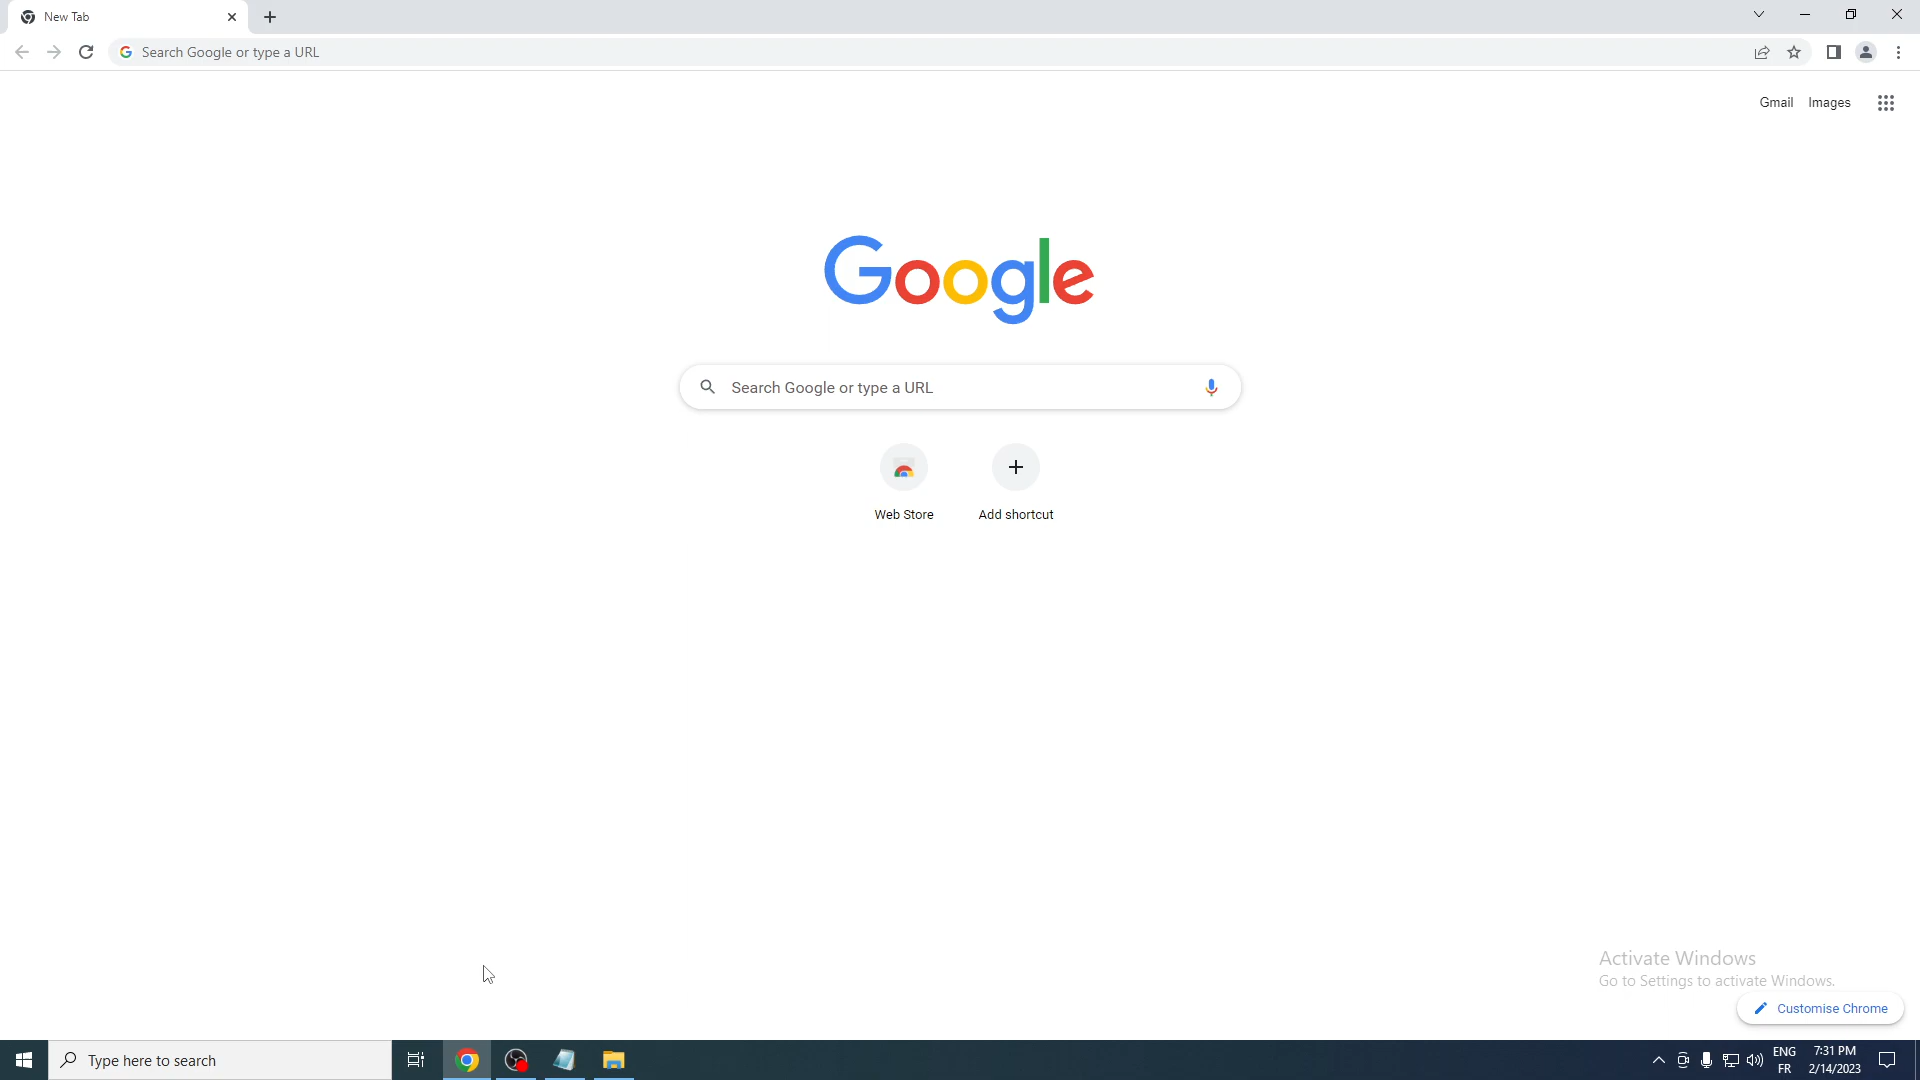 New Tab
Search Google or type a URL
Gmail Images
Google
Search Google or type a URL
Web Store Add shortcut
Activate Windows
Go to Settings to activate Windows.
Customise Chrome
Type here to search
ENG
FR
7:31 PM
2/14/2023